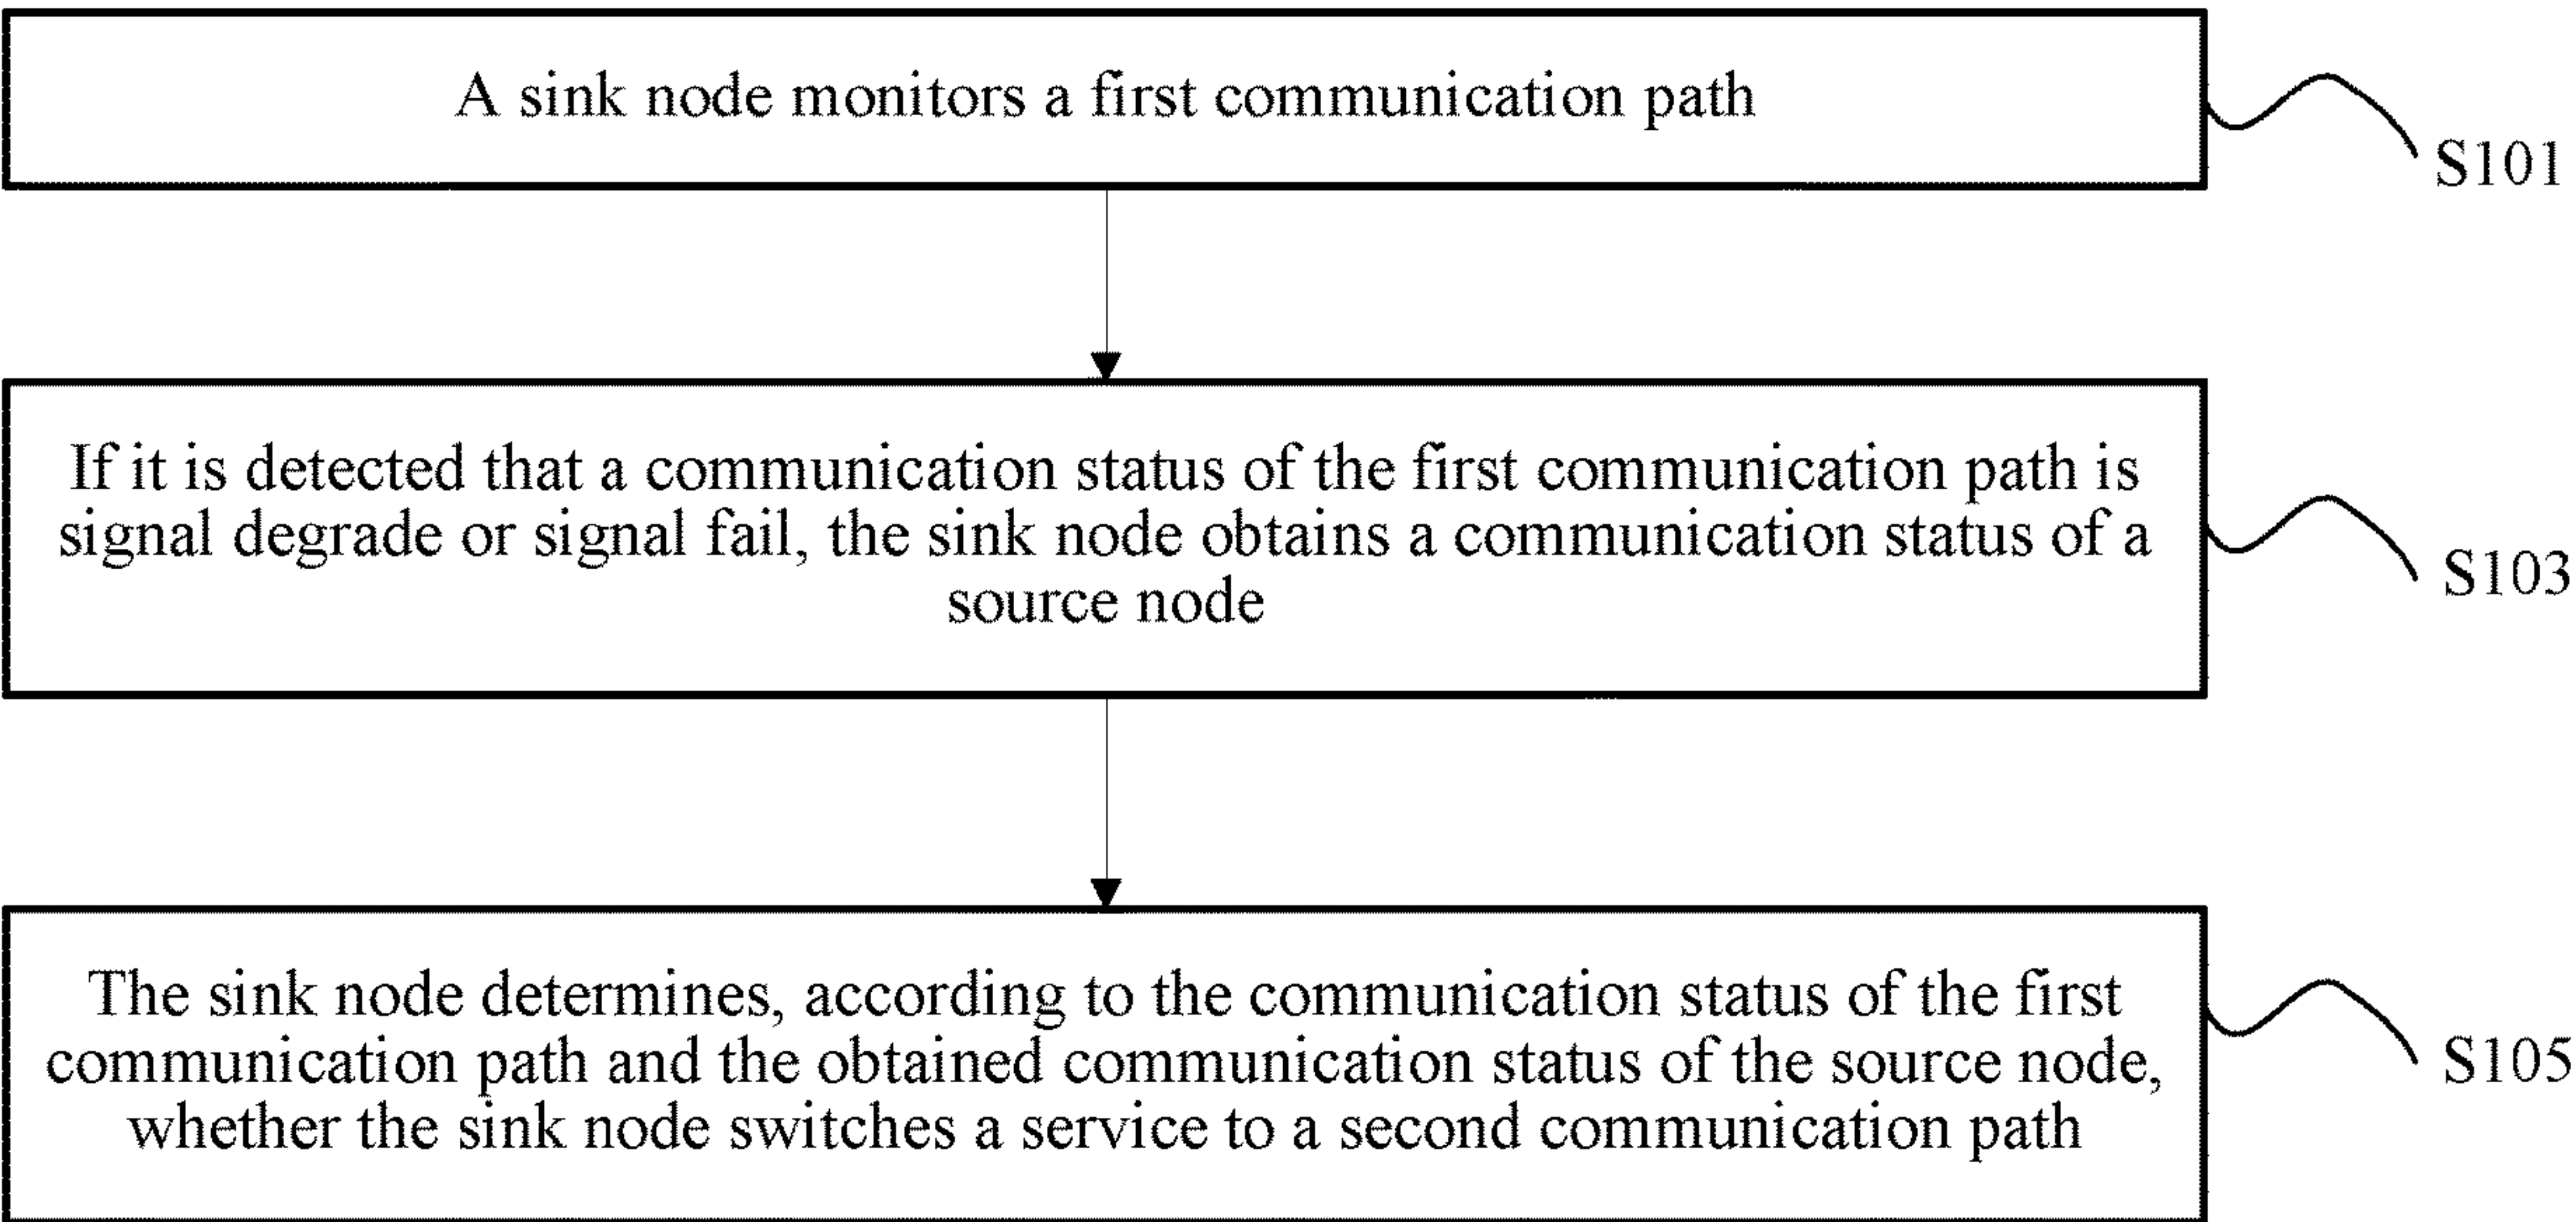 A sink node monitors a first communication path
S101
If it is detected that a communication status of the first communication path is
signal degrade or signal fail, the sink node obtains a communication status of a
source node
S103
The sink node determines, according to the communication status of the first
communication path and the obtained communication status of the source node,
whether the sink node switches a service to a second communication path
S105